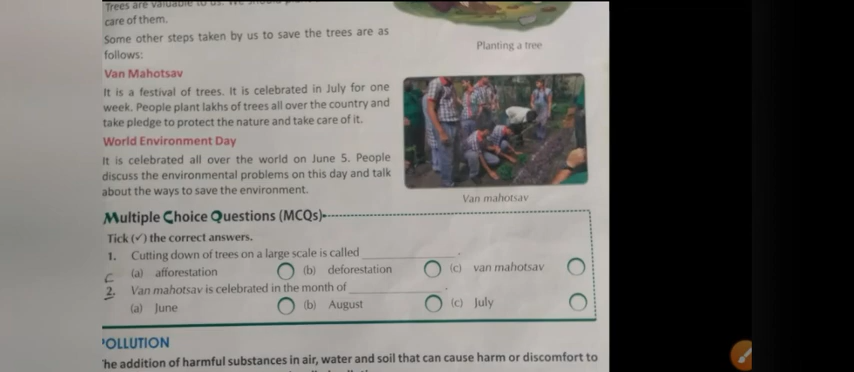 Trees are valuable to us. We should
care of them.
Some other steps taken by us to save the trees are as
follows:
Planting a tree
Van Mahotsav
It is a festival of trees. It is celebrated in July for one
week. People plant lakhs of trees all over the country and
take pledge to protect the nature and take care of it.
World Environment Day
It is celebrated all over the world on June 5. People
discuss the environmental problems on this day and talk
about the ways to save the environment.
Van mahotsav
Multiple Choice Questions (MCQs)
Tick (✓) the correct answers.
1. Cutting down of trees on a large scale is called ______________.
(a) afforestation (b) deforestation (c) van mahotsav
2. Van mahotsav is celebrated in the month of ______________.
(a) June (b) August (c) July
POLLUTION
The addition of harmful substances in air, water and soil that can cause harm or discomfort to